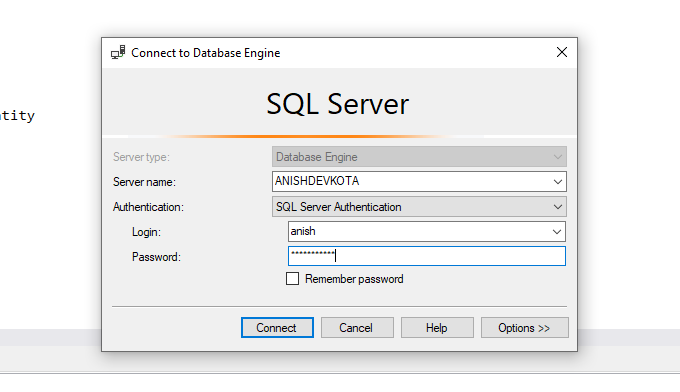 Connect to Database Engine
tity
SQL Server
Server type: Database Engine
Server name: ANISHDEVKOTA
Authentication: SQL Server Authentication
Login: anish
Password: ***********
Remember password
Connect Cancel Help Options >>